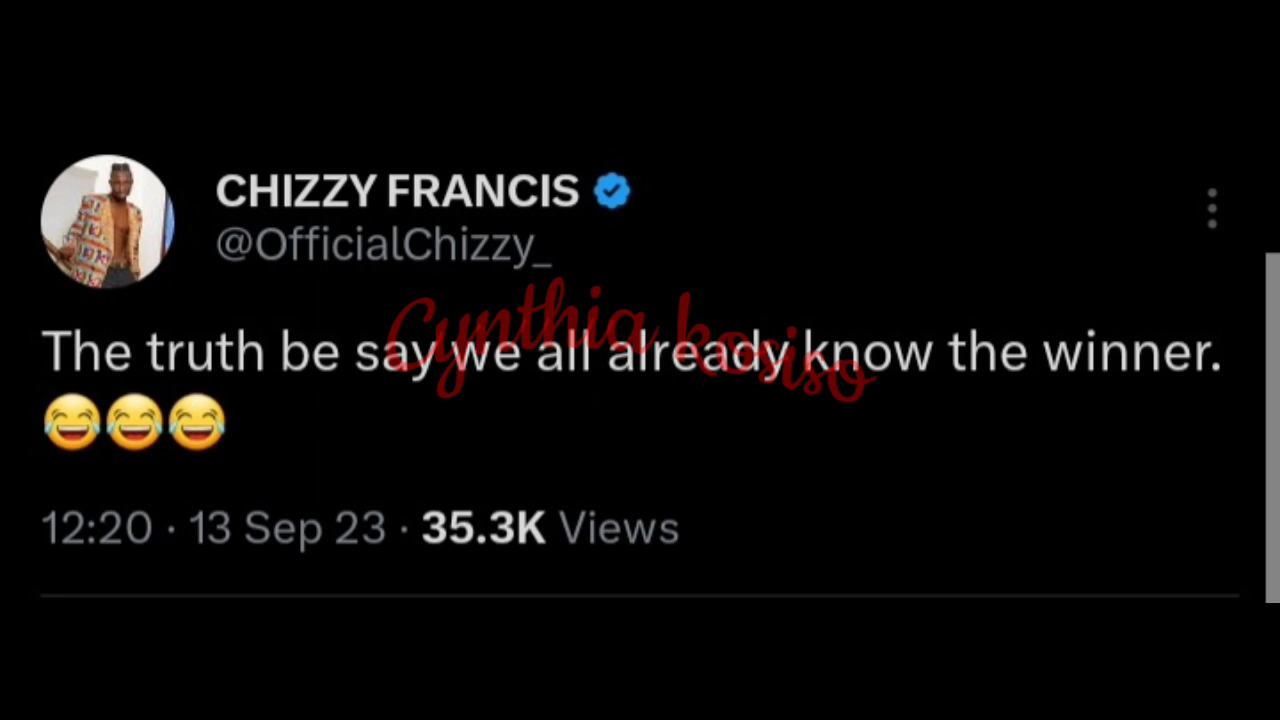 CHIZZY FRANCIS
@OfficialChizzy_
Cynthia kosiso
The truth be say we all already know the winner.
😂😂😂
12:20 · 13 Sep 23 · 35.3K Views